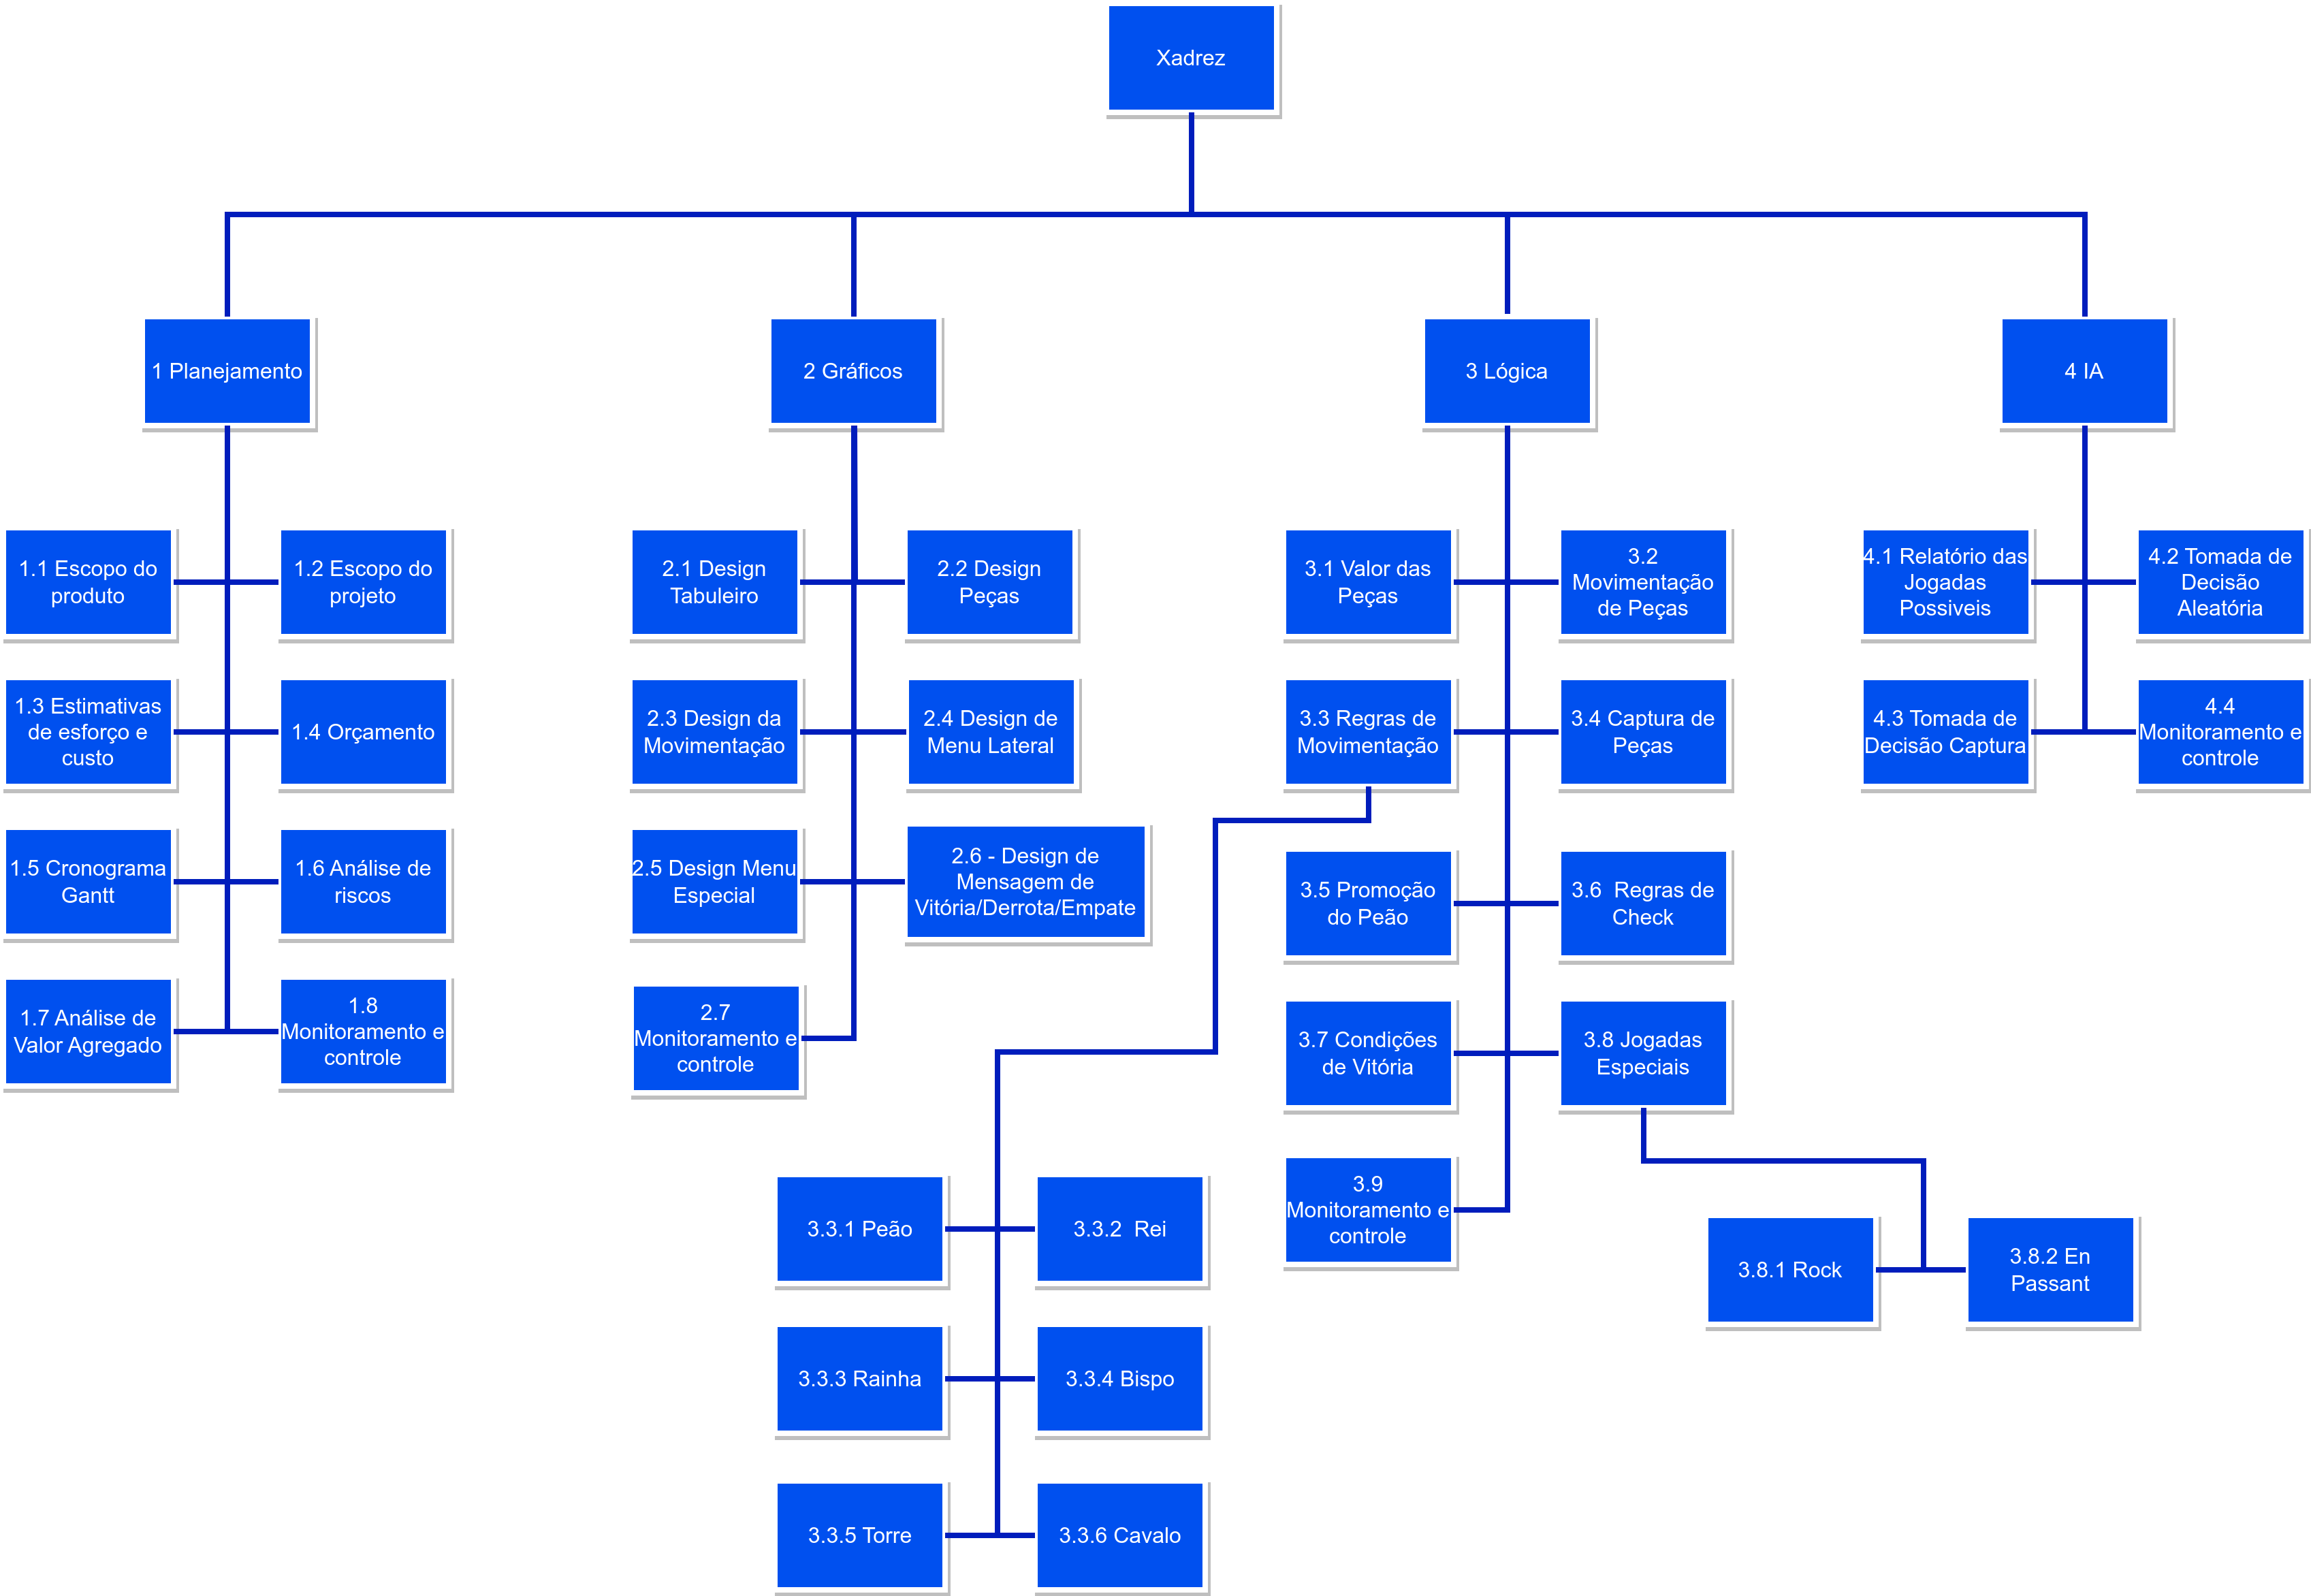 Xadrez
1 Planejamento
2 Gráficos
3 Lógica
4 IA
1.1 Escopo do
produto
1.2 Escopo do
projeto
1.3 Estimativas
de esforço e
custo
1.4 Orçamento
1.5 Cronograma
Gantt
1.6 Análise de
riscos
1.7 Análise de
Valor Agregado
1.8
Monitoramento e
controle
2.1 Design
Tabuleiro
2.2 Design
Peças
2.3 Design da
Movimentação
2.4 Design de
Menu Lateral
2.5 Design Menu
Especial
2.6 - Design de
Mensagem de
Vitória/Derrota/Empate
2.7
Monitoramento e
controle
3.1 Valor das
Peças
3.2
Movimentação
de Peças
3.3 Regras de
Movimentação
3.4 Captura de
Peças
3.5 Promoção
do Peão
3.6  Regras de
Check
3.7 Condições
de Vitória
3.8 Jogadas
Especiais
3.9
Monitoramento e
controle
3.3.1 Peão
3.3.2  Rei
3.3.3 Rainha
3.3.4 Bispo
3.3.5 Torre
3.3.6 Cavalo
3.8.1 Rock
3.8.2 En
Passant
4.1 Relatório das
Jogadas
Possiveis
4.2 Tomada de
Decisão
Aleatória
4.3 Tomada de
Decisão Captura
4.4
Monitoramento e
controle